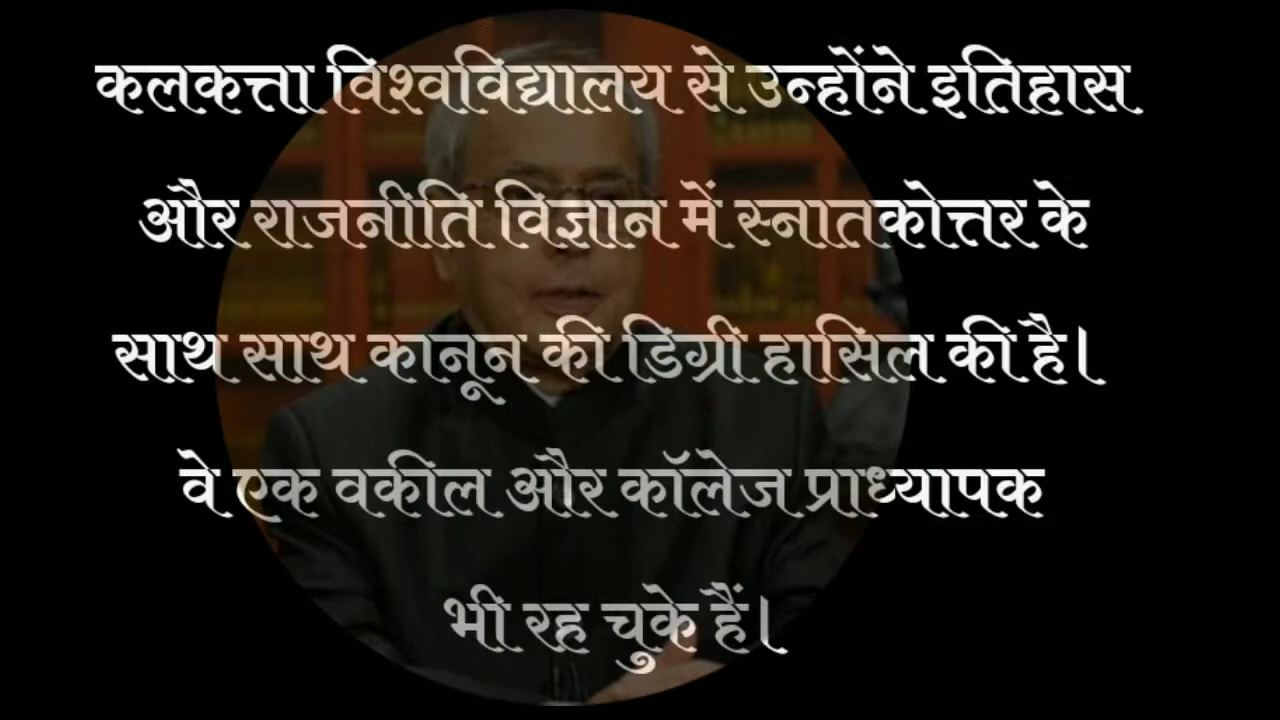 कलकत्ता विश्वविद्यालय से उन्होंने इतिहास
और राजनीति विज्ञान में स्नातकोत्तर के
साथ साथ कानून की डिग्री हासिल की है।
वे एक वकील और कॉलेज प्राध्यापक
भी रह चुके हैं।